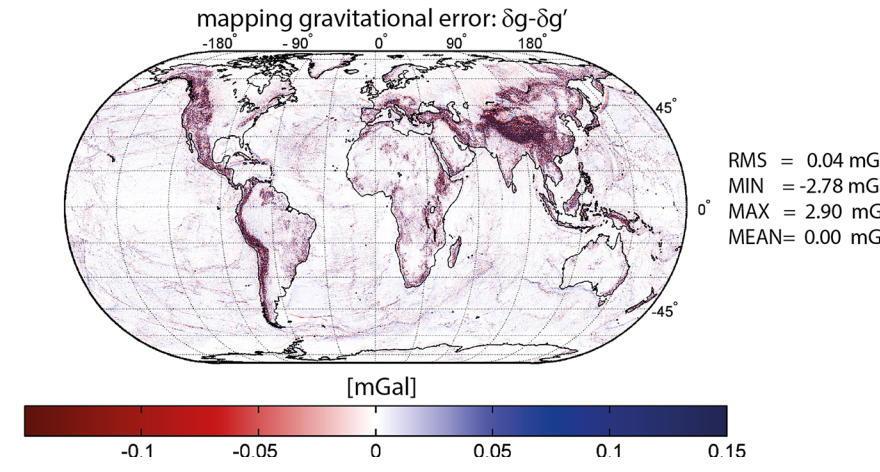 mapping gravitational error: δg-δg′
-180° -90° 0° 90° 180°
45°
RMS = 0.04 mG
MIN = -2.78 mG
0° MAX = 2.90 mG
MEAN= 0.00 mG
-45°
[mGal]
-0.1 -0.05 0 0.05 0.1 0.15